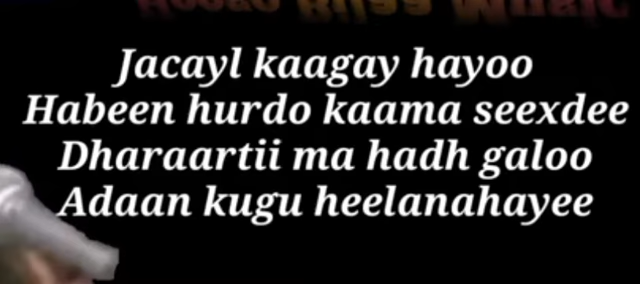 Jacayl kaagay hayoo
Habeen hurdo kaama seexdee
Dharaartii ma hadh galoo
Adaan kugu heelanahayee